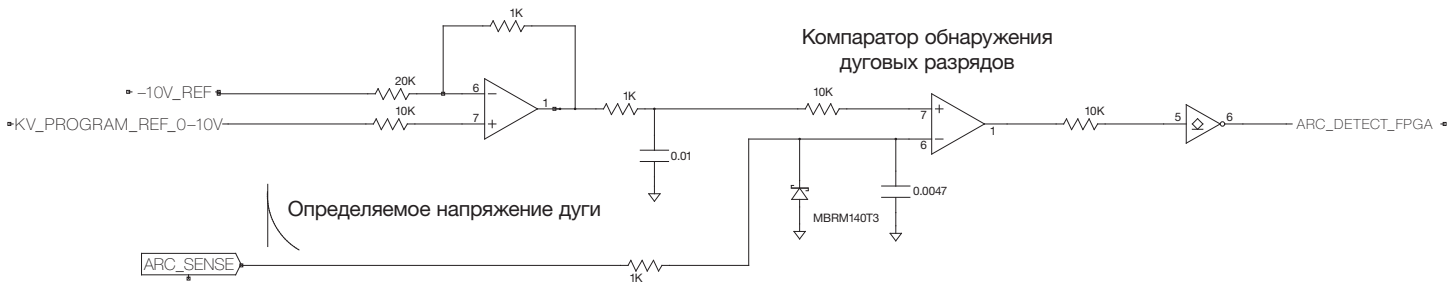 1K
Компаратор обнаружения
дуговых разрядов
-10V_REF
20K
6
1
1K
10K
10K
KV_PROGRAM_REF_0-10V
10K
7
7
6
1
5
6
ARC_DETECT_FPGA
0.01
0.0047
MBRM140T3
Определяемое напряжение дуги
ARC_SENSE
1K